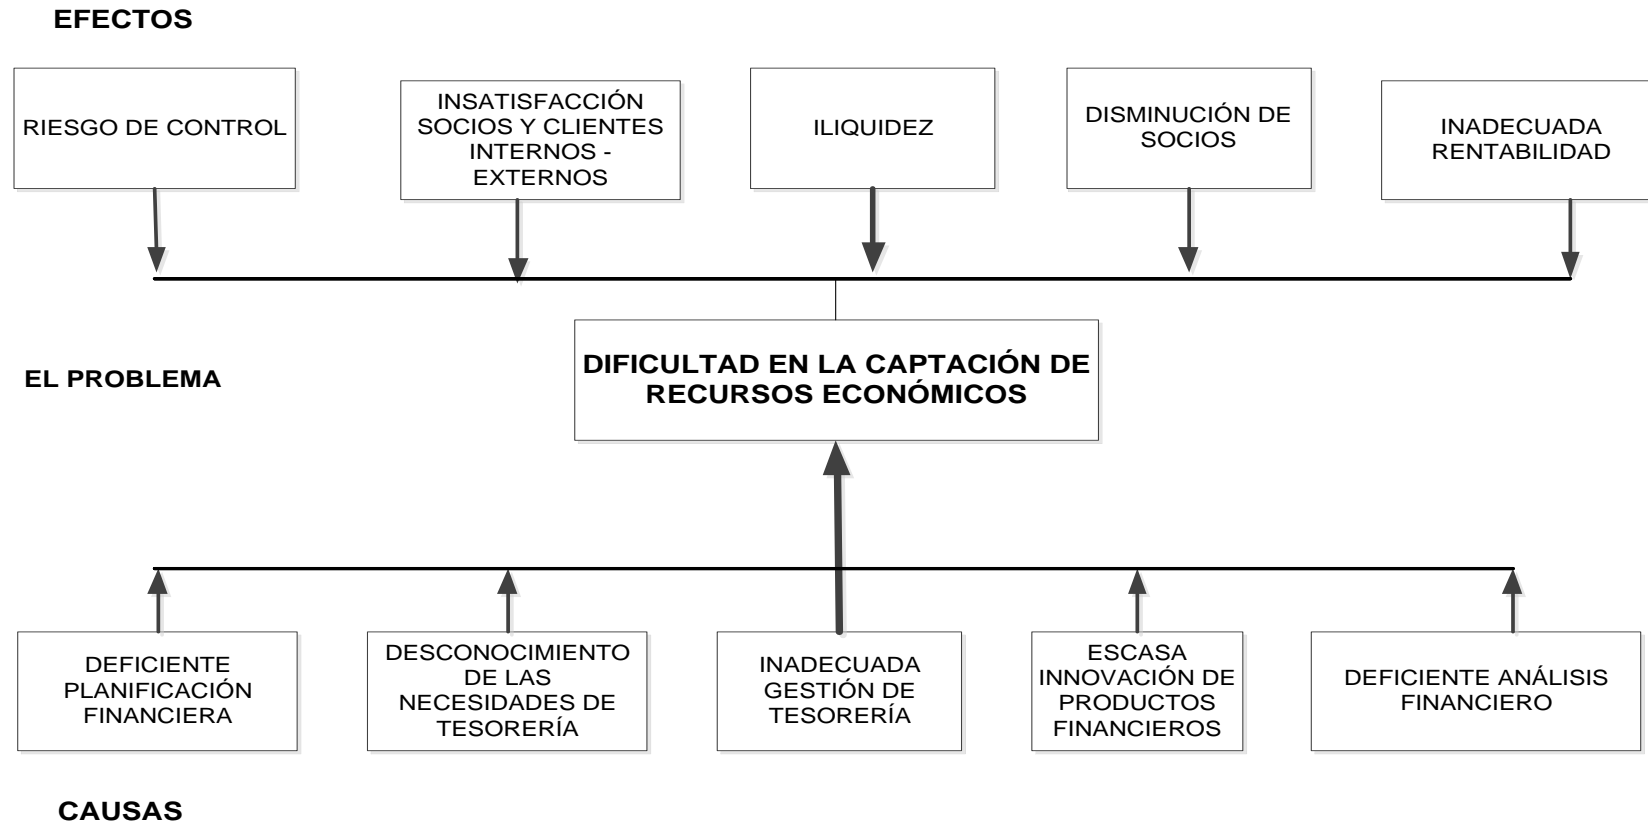 EFECTOS
RIESGO DE CONTROL
INSATISFACCIÓN
SOCIOS Y CLIENTES
INTERNOS -
EXTERNOS
ILIQUIDEZ
DISMINUCIÓN DE
SOCIOS
INADECUADA
RENTABILIDAD
EL PROBLEMA
DIFICULTAD EN LA CAPTACIÓN DE
RECURSOS ECONÓMICOS
DEFICIENTE
PLANIFICACIÓN
FINANCIERA
DESCONOCIMIENTO
DE LAS
NECESIDADES DE
TESORERÍA
INADECUADA
GESTIÓN DE
TESORERÍA
ESCASA
INNOVACIÓN DE
PRODUCTOS
FINANCIEROS
DEFICIENTE ANÁLISIS
FINANCIERO
CAUSAS